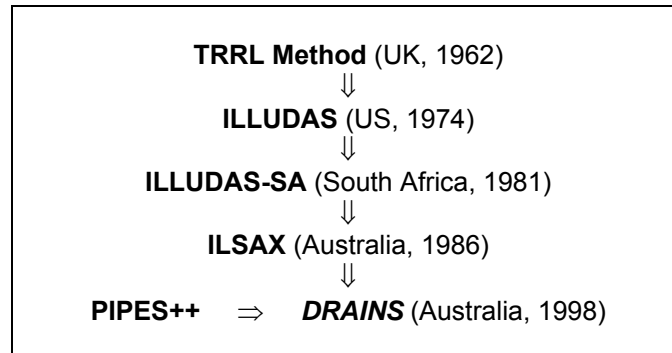 TRRL Method (UK, 1962)
⇓
ILLUDAS (US, 1974)
⇓
ILLUDAS-SA (South Africa, 1981)
⇓
ILSAX (Australia, 1986)
⇓
PIPES++ ⇒ DRAINS (Australia, 1998)